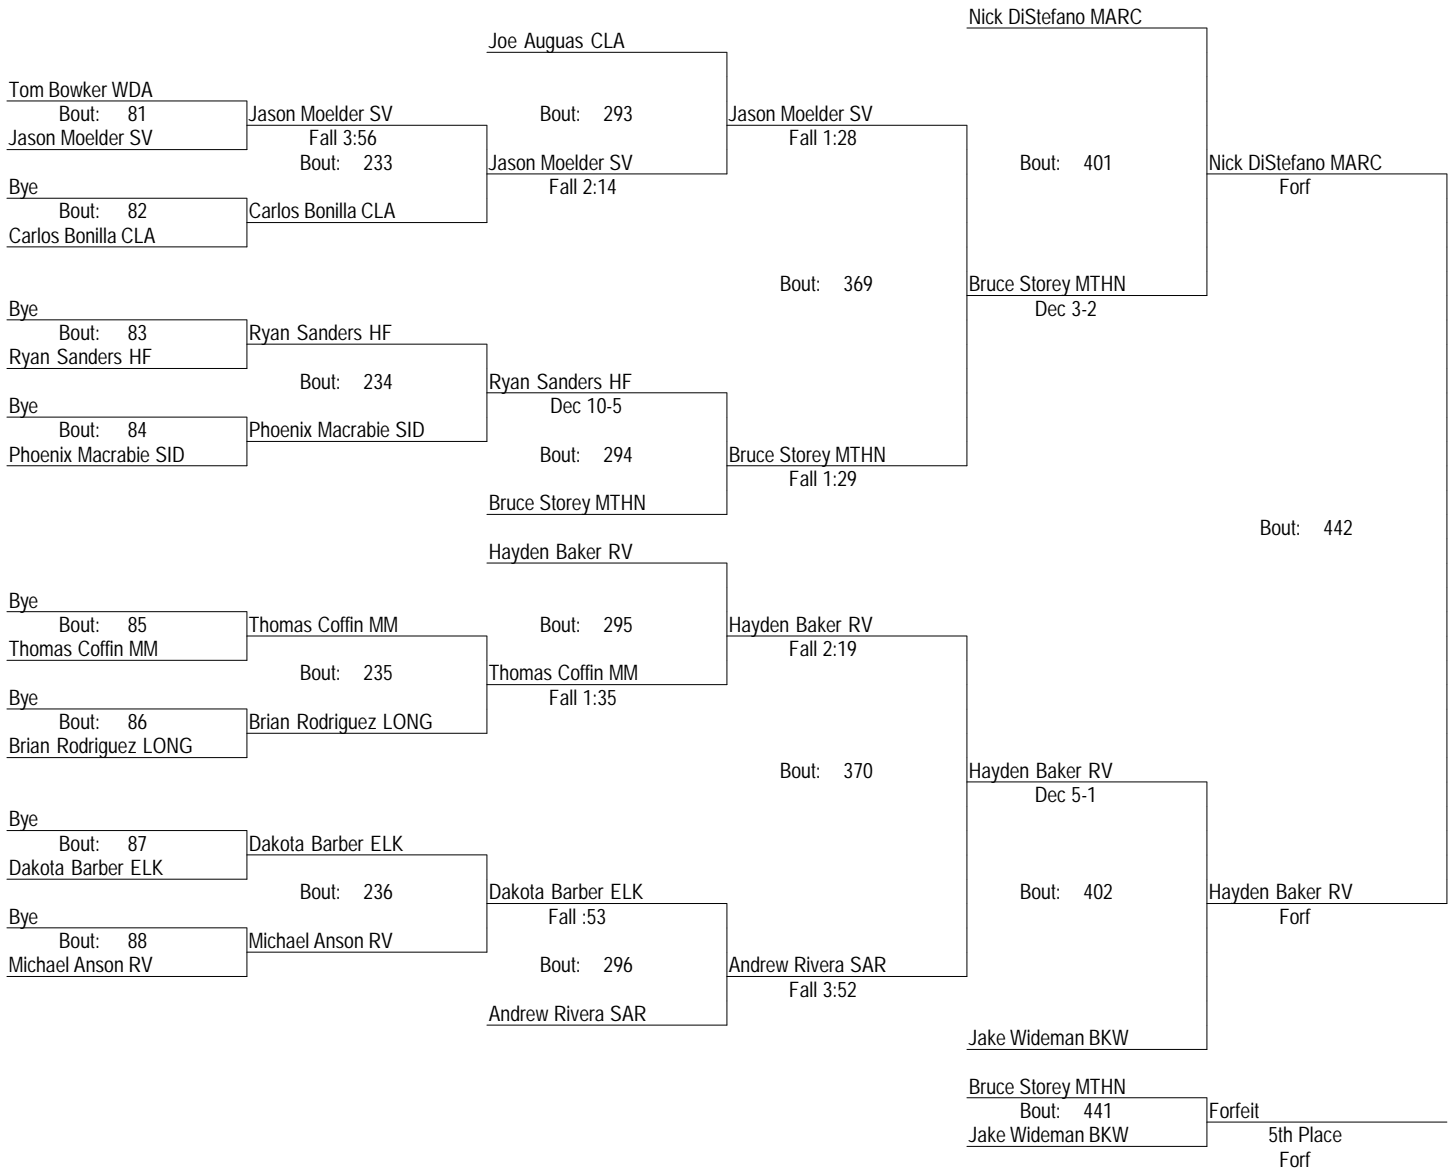 Nick DiStefano MARC
Joe Auguas CLA
Tom Bowker WDA
Bout: 81
Jason Moelder SV
Jason Moelder SV
Fall 3:56
Bout: 233
Bye
Bout: 82
Carlos Bonilla CLA
Carlos Bonilla CLA
Bout: 293
Jason Moelder SV
Fall 2:14
Jason Moelder SV
Fall 1:28
Bout: 401
Nick DiStefano MARC
Forf
Bye
Bout: 83
Ryan Sanders HF
Ryan Sanders HF
Bout: 234
Bye
Bout: 84
Phoenix Macrabie SID
Phoenix Macrabie SID
Ryan Sanders HF
Dec 10-5
Bout: 294
Bruce Storey MTHN
Bruce Storey MTHN
Fall 1:29
Bout: 369
Bruce Storey MTHN
Dec 3-2
Bout: 442
Hayden Baker RV
Bye
Bout: 85
Thomas Coffin MM
Thomas Coffin MM
Bout: 235
Bye
Bout: 86
Brian Rodriguez LONG
Brian Rodriguez LONG
Bout: 295
Thomas Coffin MM
Fall 1:35
Hayden Baker RV
Fall 2:19
Bout: 370
Hayden Baker RV
Dec 5-1
Bye
Bout: 87
Dakota Barber ELK
Dakota Barber ELK
Bout: 236
Bye
Bout: 88
Michael Anson RV
Michael Anson RV
Dakota Barber ELK
Fall :53
Bout: 296
Andrew Rivera SAR
Andrew Rivera SAR
Fall 3:52
Bout: 402
Hayden Baker RV
Forf
Jake Wideman BKW
Bruce Storey MTHN
Bout: 441
Jake Wideman BKW
Forfeit
5th Place
Forf